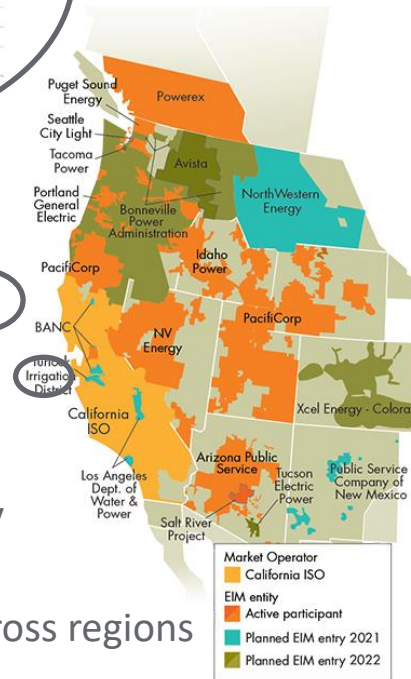 Puget Sound
Energy
Powerex
Seattle
City Light
Tacoma
Power
Avista
Portland
General
Electric
NorthWestern
Energy
Bonneville
Power
Administration
Idaho
Power
PacifiCorp
PacifiCorp
BANC
NV
Energy
Turlock
Irrigation
District
California
ISO
Xcel Energy - Colora
Arizona Public
Service
Tucson
Electric
Power
Public Service
Company of
New Mexico
Los Angeles
Dept. of
Water &
Power
Salt River
Project
Market Operator
California ISO
EIM entity
Active participant
Planned EIM entry 2021
Planned EIM entry 2022
regions